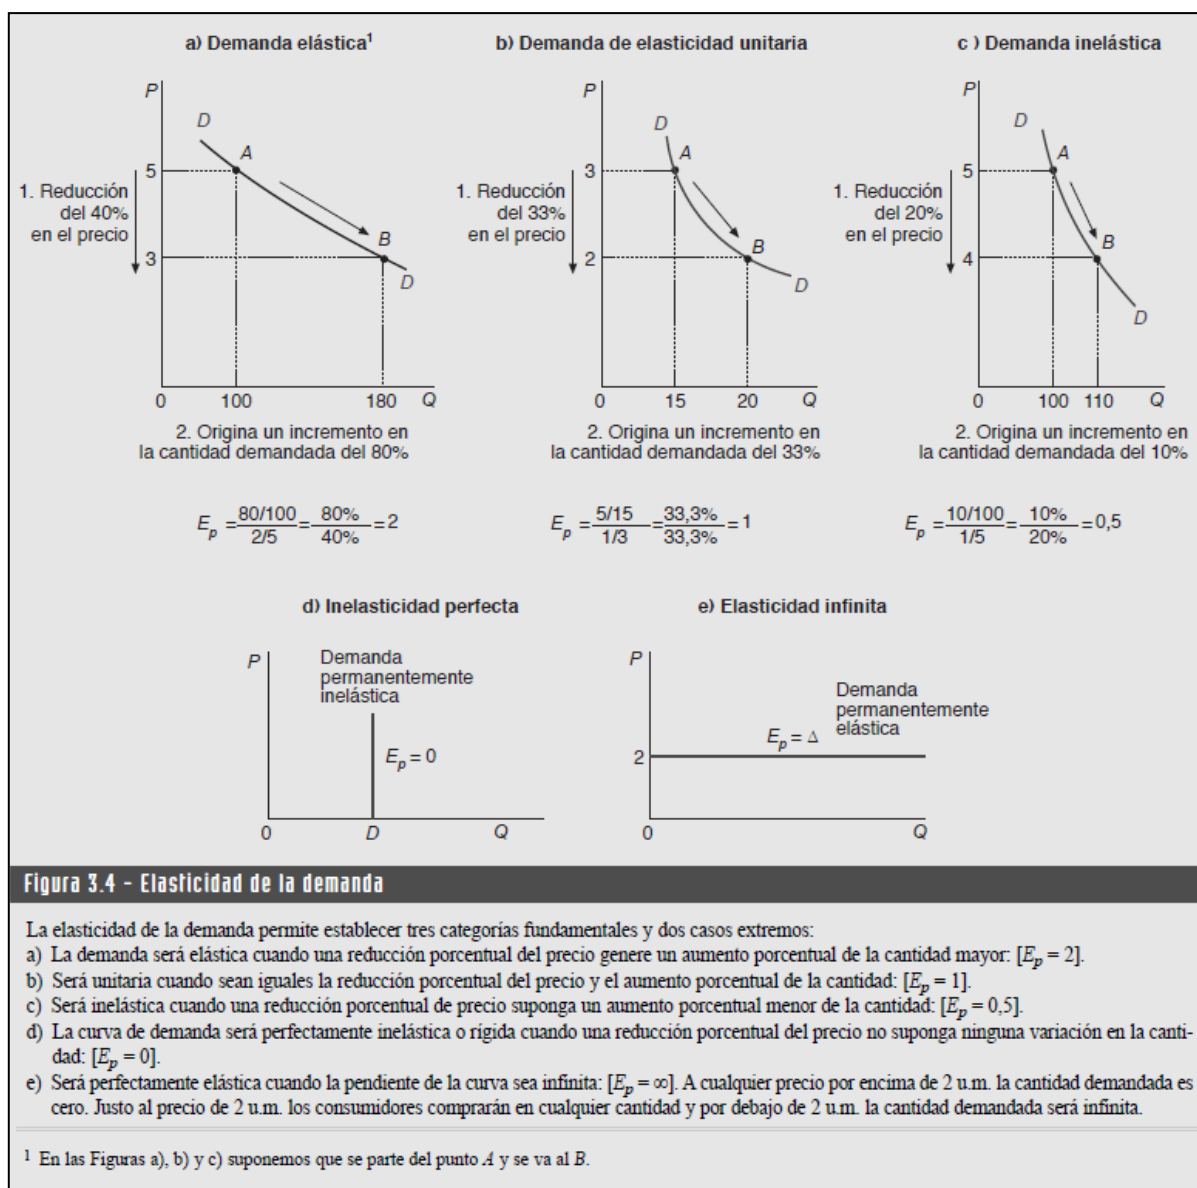 a) Demanda elástica¹
P
D
A
5
1. Reducción
del 40%
en el precio
B
3
D
0
100
180
Q
2. Origina un incremento en
la cantidad demandada del 80%
E_p = 80/100 / 2/5 = 80% / 40% = 2
b) Demanda de elasticidad unitaria
P
D
A
3
1. Reducción
del 33%
en el precio
B
2
D
0
15
20
Q
2. Origina un incremento en
la cantidad demandada del 33%
E_p = 5/15 / 1/3 = 33,3% / 33,3% = 1
c ) Demanda inelástica
P
D
A
5
1. Reducción
del 20%
en el precio
B
4
D
0
100
110
Q
2. Origina un incremento en
la cantidad demandada del 10%
E_p = 10/100 / 1/5 = 10% / 20% = 0,5
d) Inelasticidad perfecta
P
Demanda
permanentemente
inelástica
E_p = 0
0
D
Q
e) Elasticidad infinita
P
Demanda
permanentemente
elástica
E_p = Δ
2
0
Q
Figura 3.4 - Elasticidad de la demanda
La elasticidad de la demanda permite establecer tres categorías fundamentales y dos casos extremos:
a) La demanda será elástica cuando una reducción porcentual del precio genere un aumento porcentual de la cantidad mayor: [E_p = 2].
b) Será unitaria cuando sean iguales la reducción porcentual del precio y el aumento porcentual de la cantidad: [E_p = 1].
c) Será inelástica cuando una reducción porcentual de precio suponga un aumento porcentual menor de la cantidad: [E_p = 0,5].
d) La curva de demanda será perfectamente inelástica o rígida cuando una reducción porcentual del precio no suponga ninguna variación en la canti-
dad: [E_p = 0].
e) Será perfectamente elástica cuando la pendiente de la curva sea infinita: [E_p = ∞]. A cualquier precio por encima de 2 u.m. la cantidad demandada es
cero. Justo al precio de 2 u.m. los consumidores comprarán en cualquier cantidad y por debajo de 2 u.m. la cantidad demandada será infinita.
¹ En las Figuras a), b) y c) suponemos que se parte del punto A y se va al B.